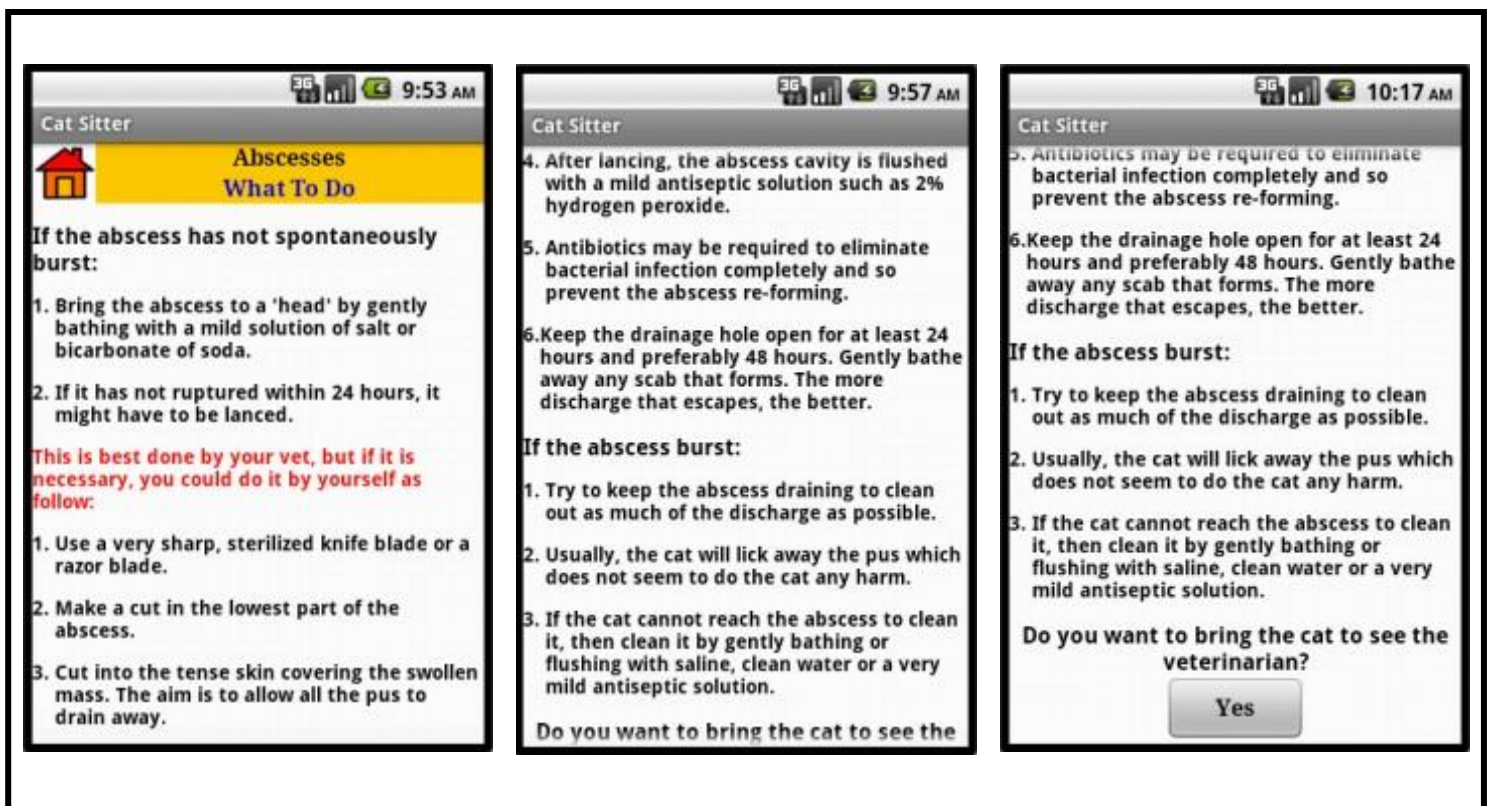 3G
9:53 AM
Cat Sitter
Abscesses
What To Do
If the abscess has not spontaneously
burst:
1. Bring the abscess to a 'head' by gently
bathing with a mild solution of salt or
bicarbonate of soda.
2. If it has not ruptured within 24 hours, it
might have to be lanced.
This is best done by your vet, but if it is
necessary, you could do it by yourself as
follow:
1. Use a very sharp, sterilized knife blade or a
razor blade.
2. Make a cut in the lowest part of the
abscess.
3. Cut into the tense skin covering the swollen
mass. The aim is to allow all the pus to
drain away.
3G
9:57 AM
Cat Sitter
4. After lancing, the abscess cavity is flushed
with a mild antiseptic solution such as 2%
hydrogen peroxide.
5. Antibiotics may be required to eliminate
bacterial infection completely and so
prevent the abscess re-forming.
6.Keep the drainage hole open for at least 24
hours and preferably 48 hours. Gently bathe
away any scab that forms. The more
discharge that escapes, the better.
If the abscess burst:
1. Try to keep the abscess draining to clean
out as much of the discharge as possible.
2. Usually, the cat will lick away the pus which
does not seem to do the cat any harm.
3. If the cat cannot reach the abscess to clean
it, then clean it by gently bathing or
flushing with saline, clean water or a very
mild antiseptic solution.
Do you want to bring the cat to see the
3G
10:17 AM
Cat Sitter
5. Antibiotics may be required to eliminate
bacterial infection completely and so
prevent the abscess re-forming.
6.Keep the drainage hole open for at least 24
hours and preferably 48 hours. Gently bathe
away any scab that forms. The more
discharge that escapes, the better.
If the abscess burst:
1. Try to keep the abscess draining to clean
out as much of the discharge as possible.
2. Usually, the cat will lick away the pus which
does not seem to do the cat any harm.
3. If the cat cannot reach the abscess to clean
it, then clean it by gently bathing or
flushing with saline, clean water or a very
mild antiseptic solution.
Do you want to bring the cat to see the
veterinarian?
Yes